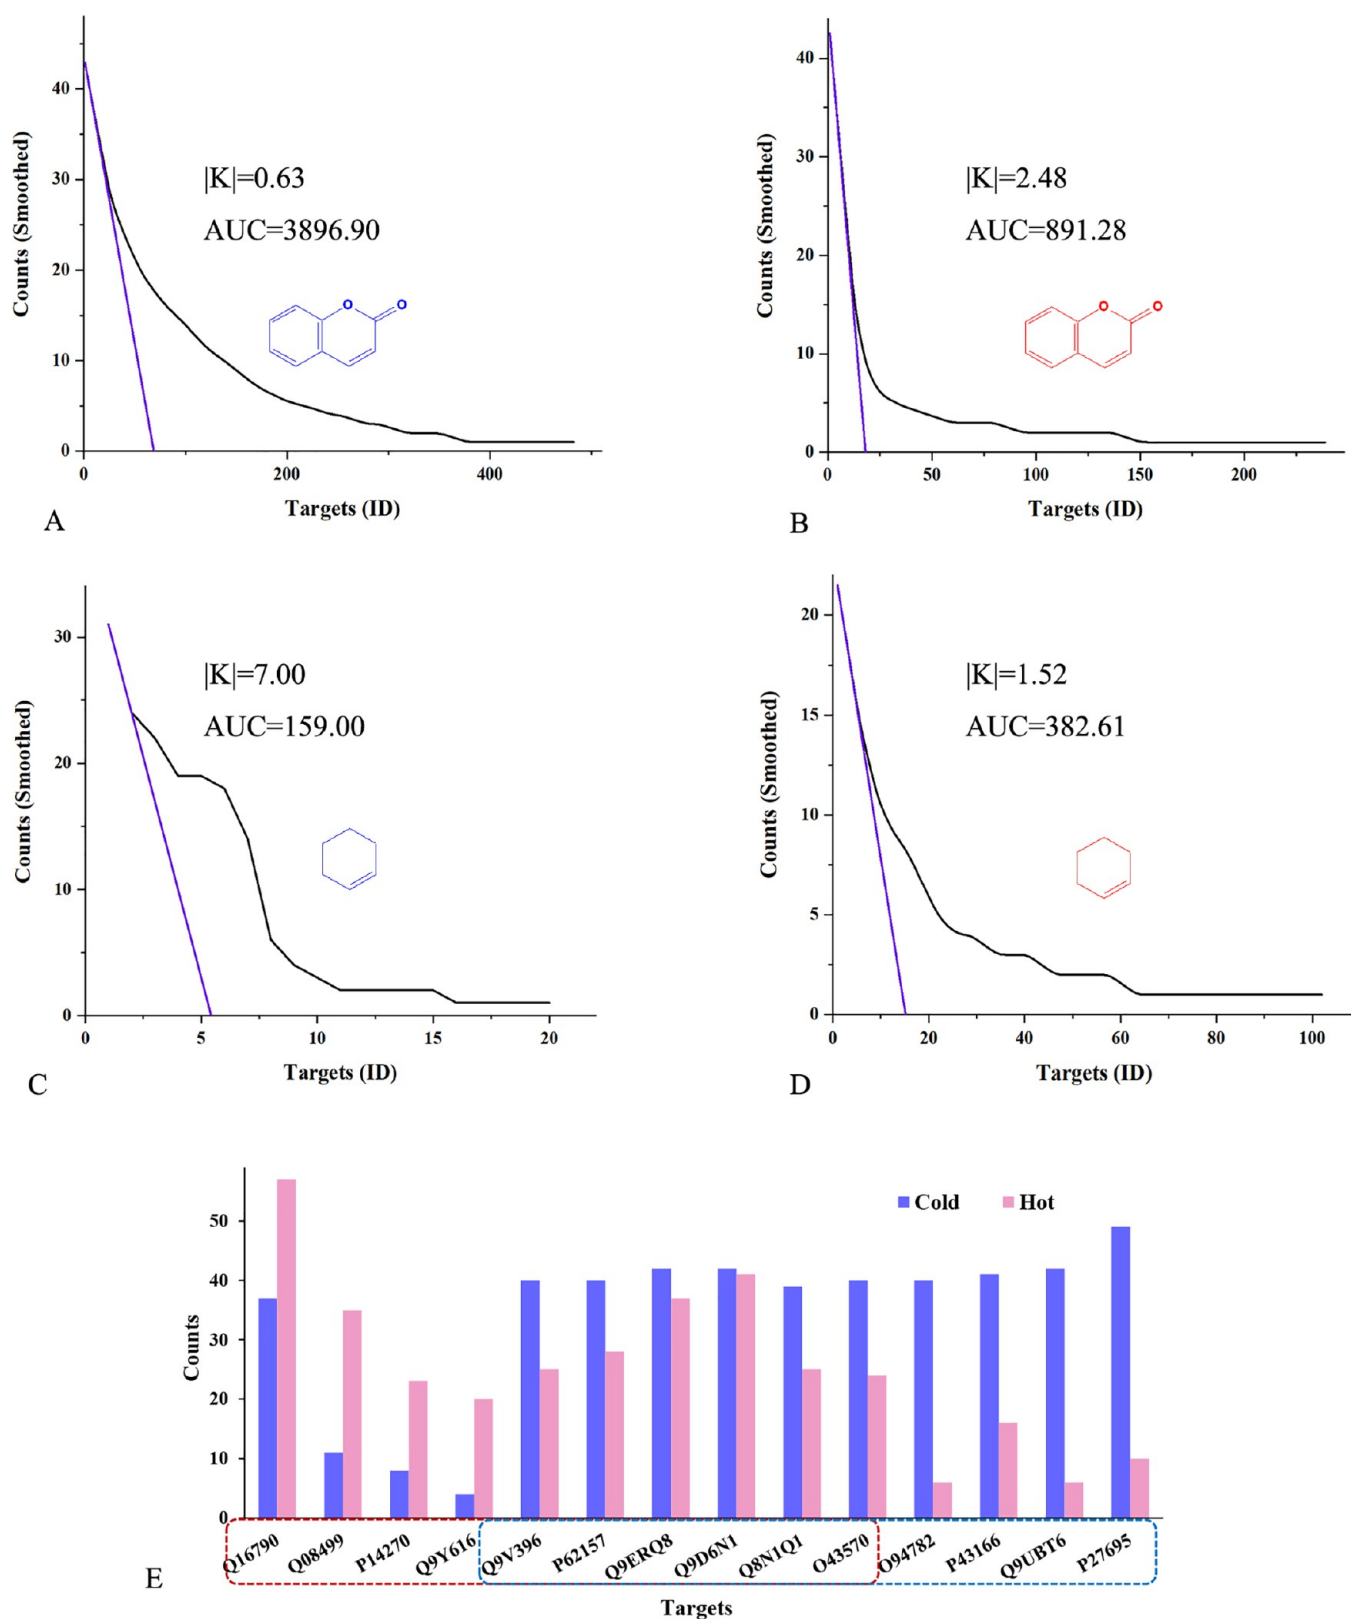 Counts (Smoothed)
40
30
20
10
0
|K|=0.63
AUC=3896.90
O
O
0
200
400
Targets (ID)
A
Counts (Smoothed)
40
30
20
10
0
|K|=2.48
AUC=891.28
O
O
0
50
100
150
200
Targets (ID)
B
Counts (Smoothed)
30
20
10
0
|K|=7.00
AUC=159.00
0
5
10
15
20
Targets (ID)
C
Counts (Smoothed)
20
15
10
5
0
|K|=1.52
AUC=382.61
0
20
40
60
80
100
Targets (ID)
D
Counts
50
40
30
20
10
0
Cold
Hot
Q16790
Q08499
P14270
Q9Y616
Q9V396
P62157
Q9ERQ8
Q9D6N1
Q8N1Q1
O43570
O94782
P43166
Q9UBT6
P27695
E
Targets